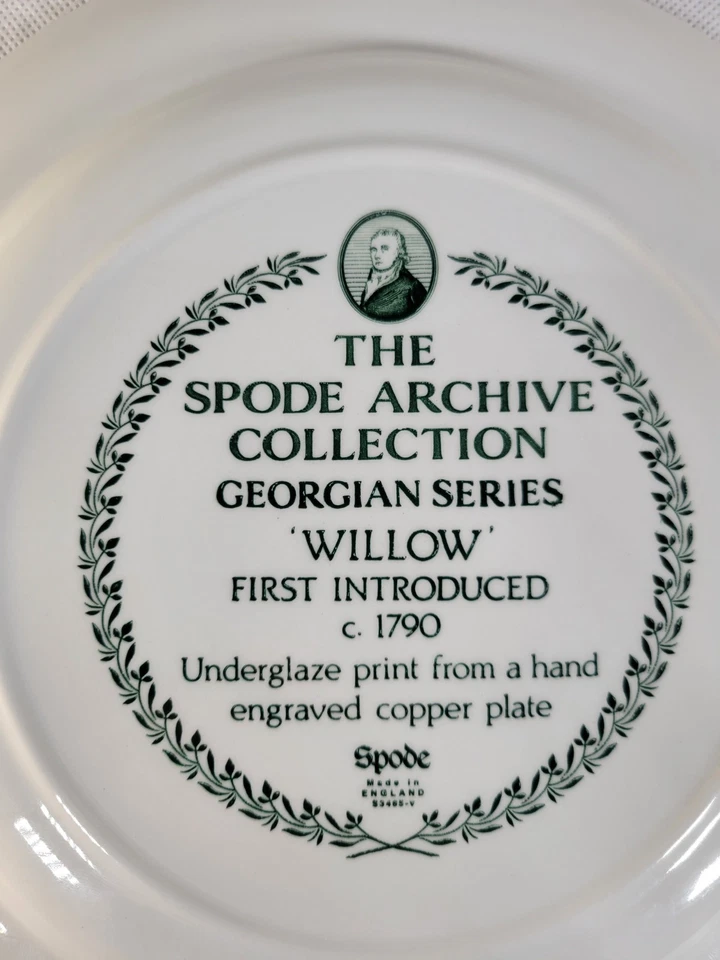 THE
SPODE ARCHIVE
COLLECTION
GEORGIAN SERIES
'WILLOW'
FIRST INTRODUCED
c. 1790
Underglaze print from a hand
engraved copper plate
Spode
Made in
ENGLAND
S3465-V